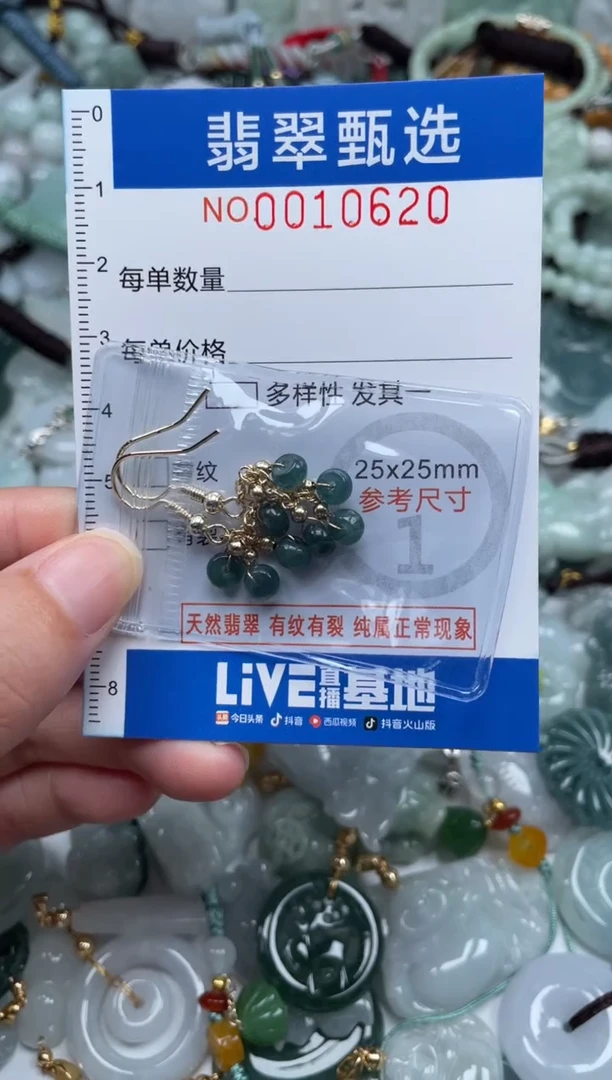 翡翠甄选
NO0010620
每单数量
每单价格
多样性 发其一
纹
25x25mm
参考尺寸
1
天然翡翠 有纹有裂 纯属正常现象
LiVE直播基地
今日头条 抖音 西瓜视频 抖音火山版
0
1
2
3
4
5
8